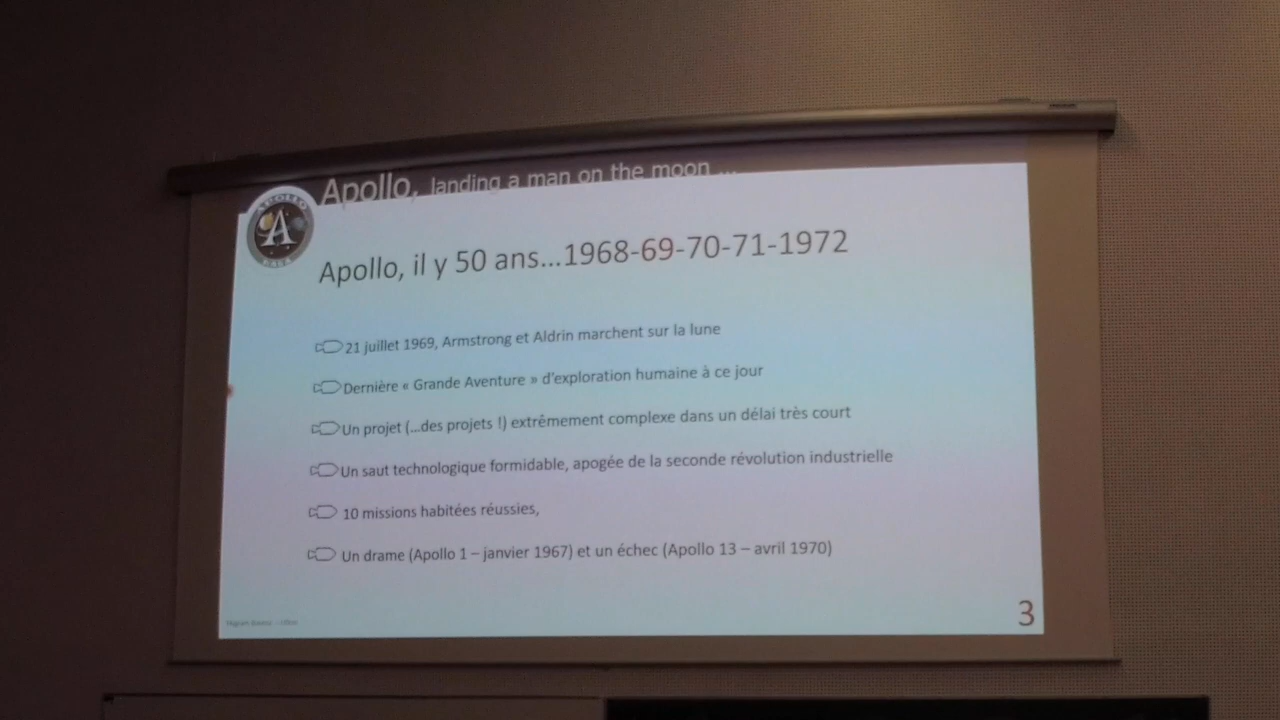 Apollo, landing a man on the moon ...
APOLLO
A
Apollo, il y 50 ans...1968-69-70-71-1972
21 juillet 1969, Armstrong et Aldrin marchent sur la lune
Dernière « Grande Aventure » d'exploration humaine à ce jour
Un projet (...des projets !) extrêmement complexe dans un délai très court
Un saut technologique formidable, apogée de la seconde révolution industrielle
10 missions habitées réussies,
Un drame (Apollo 1 – janvier 1967) et un échec (Apollo 13 – avril 1970)
3